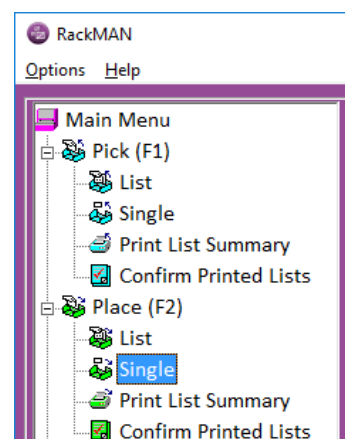 RackMAN
Options Help
Main Menu
Pick (F1)
List
Single
Print List Summary
Confirm Printed Lists
Place (F2)
List
Single
Print List Summary
Confirm Printed Lists